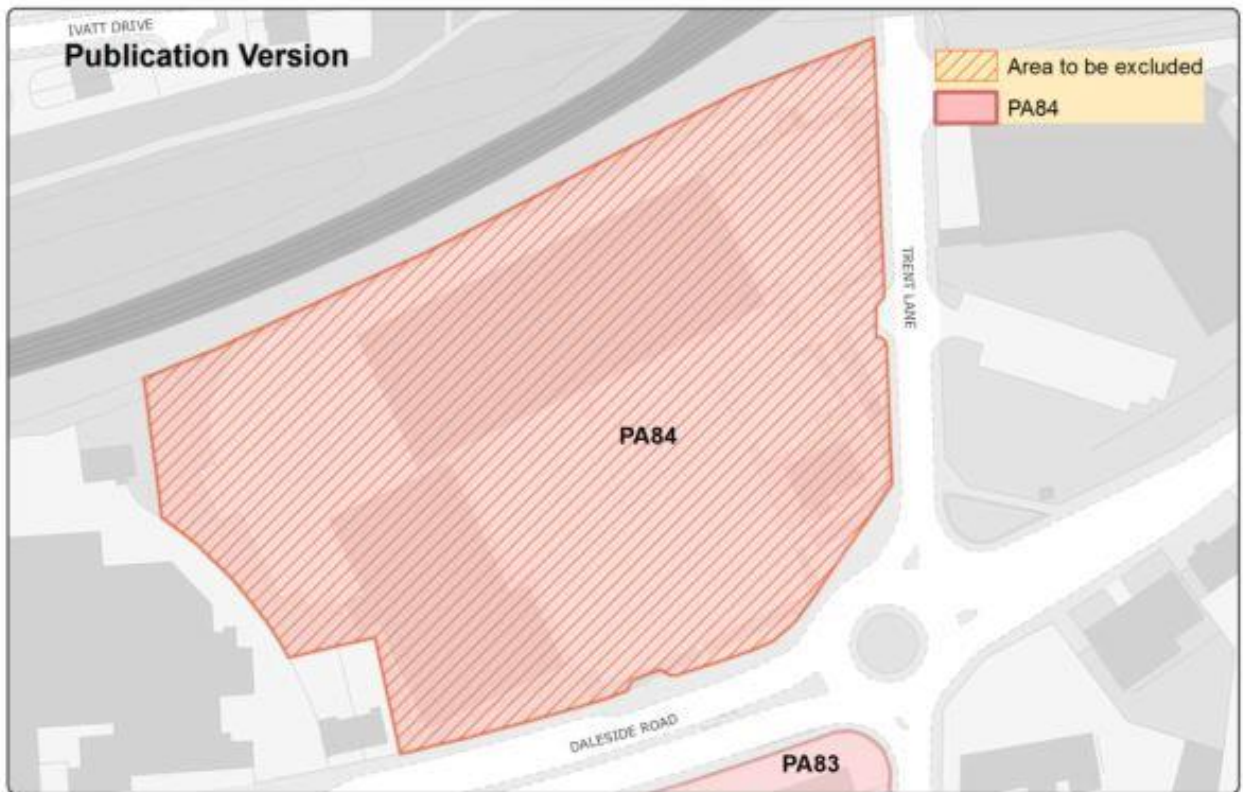 IVATT DRIVE
Publication Version
Area to be excluded
PA84
TRENT LANE
PA84
DALESIDE ROAD
PA83